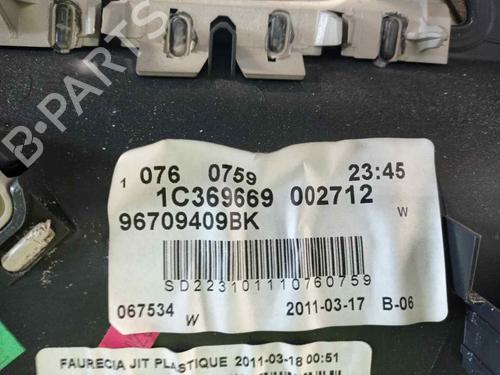 B-PARTS
1 076 0759 23:45
1C369669 002712
96709409BK W
SD223101110760759
067534 W 2011-03-17 B-06
FAURECIA JIT PLASTIQUE 2011-03-18 00:51